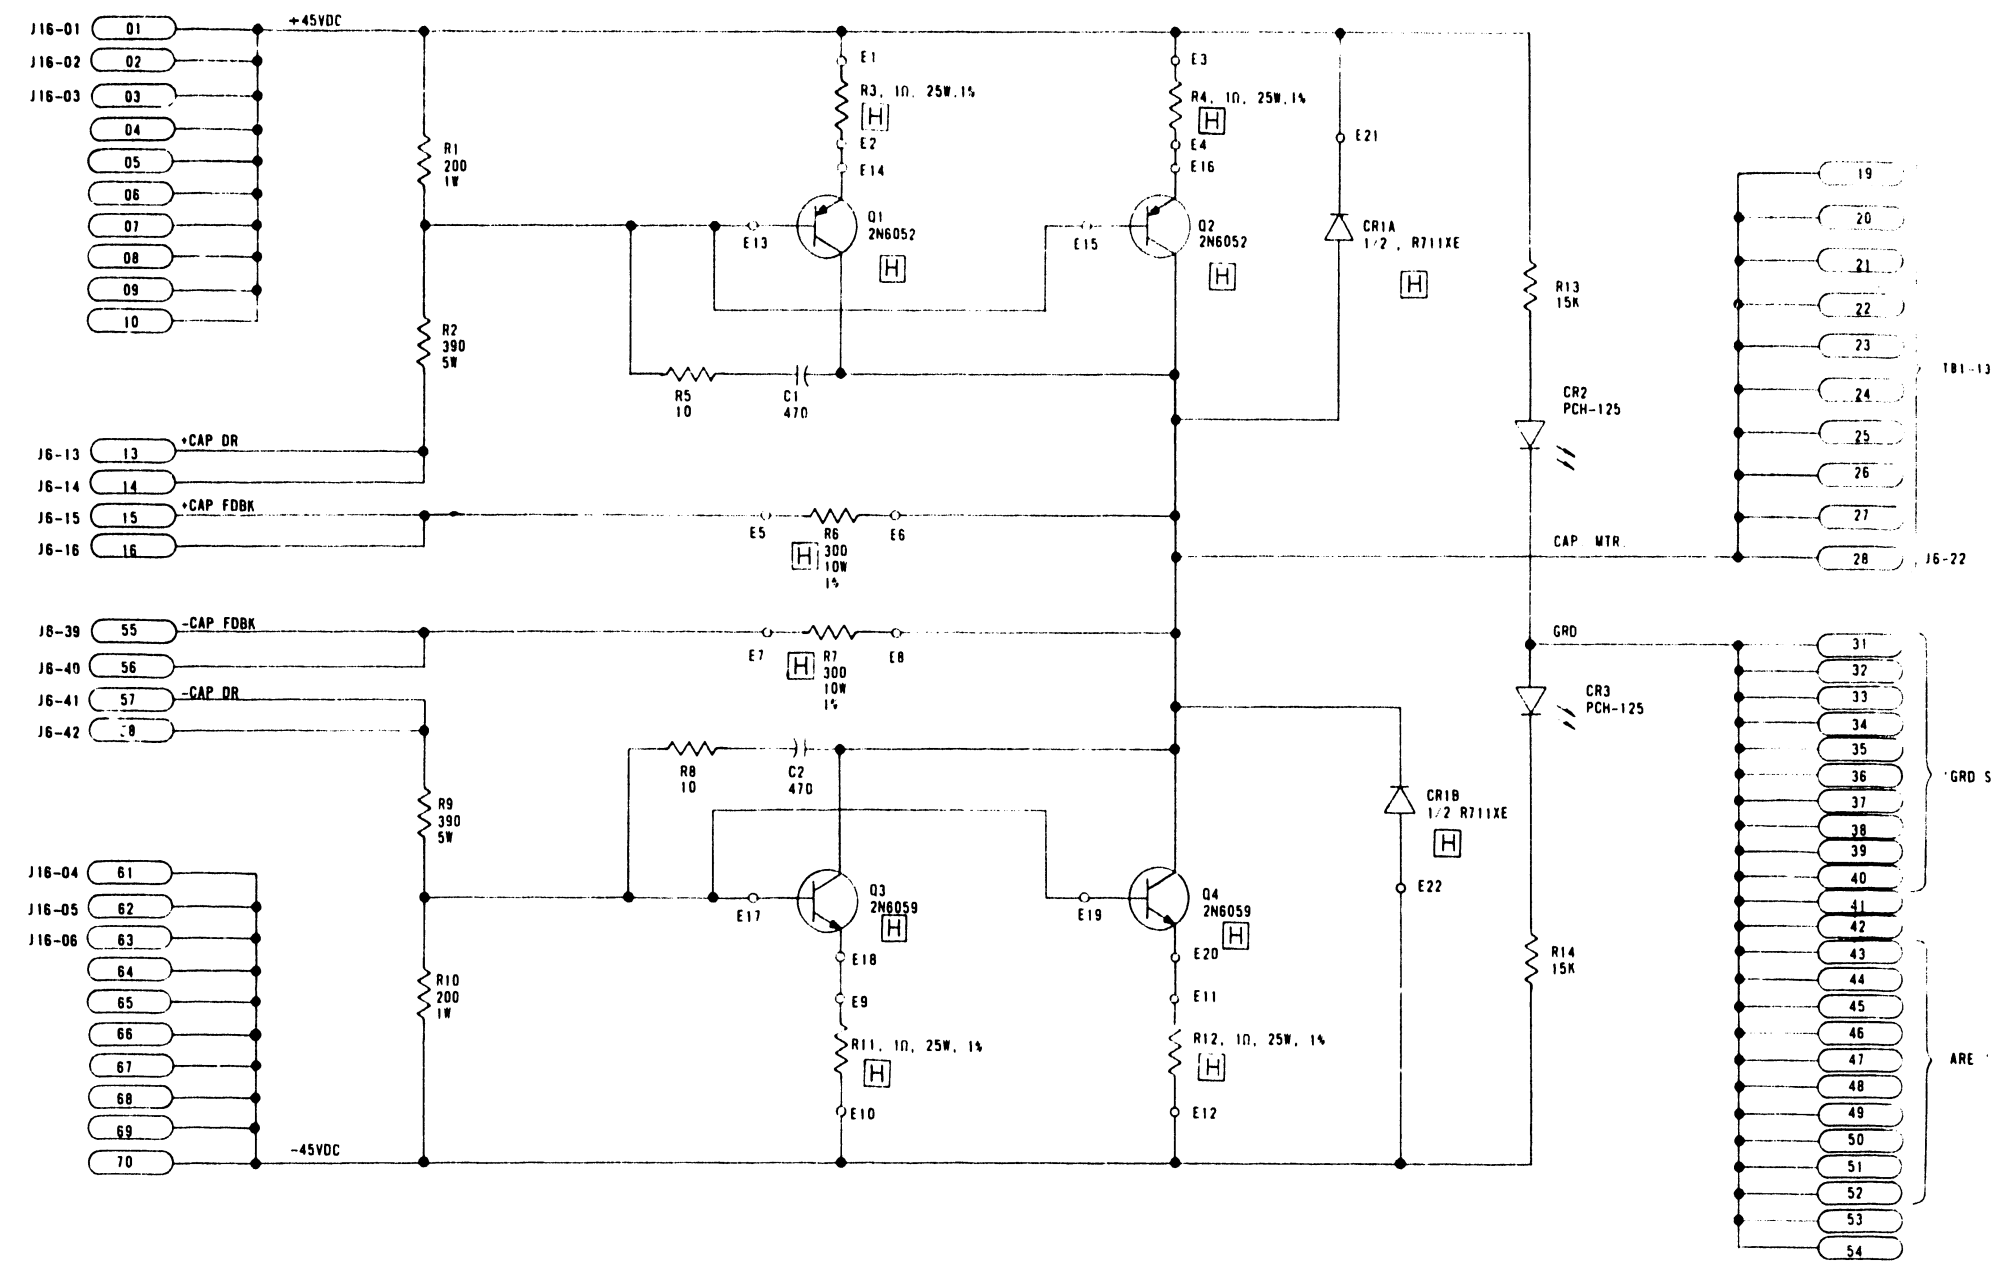 J16-01 01 +45VDC
J16-02 02
J16-03 03
04
05
06
07
08
09
10
R1
200
1W
R2
390
5W
E1
R3, 1Ω, 25W,1%
H
E2
E14
E13
Q1
2N6052
H
E3
R4, 1Ω, 25W,1%
H
E4
E16
E15
Q2
2N6052
H
E21
CR1A
1/2 , R711XE
H
R5
10
C1
470
R13
15K
CR2
PCH-125
19
20
21
22
23
24
25
26
27
28
TB1-13
J6-22
J6-13 13 +CAP DR
J6-14 14
J6-15 15 +CAP FDBK
J6-16 16
E5
R6
300
10W
1%
H
E6
CAP MTR
J8-39 55 -CAP FDBK
J6-40 56
J6-41 57 -CAP DR
J6-42 8
E7
R7
300
10W
1%
H
E8
GRD
CR3
PCH-125
R8
10
C2
470
R9
390
5W
CR1B
1/2 R711XE
H
E22
E17
Q3
2N6059
H
E19
Q4
2N6059
H
E18
E9
R11, 1Ω, 25W, 1%
H
E10
E20
E11
R12, 1Ω, 25W, 1%
H
E12
R10
200
1W
R14
15K
J16-04 61
J16-05 62
J16-06 63
64
65
66
67
68
69
70 -45VDC
31
32
33
34
35
36
37
38
39
40
41
42
43
44
45
46
47
48
49
50
51
52
53
54
GRD S
ARE